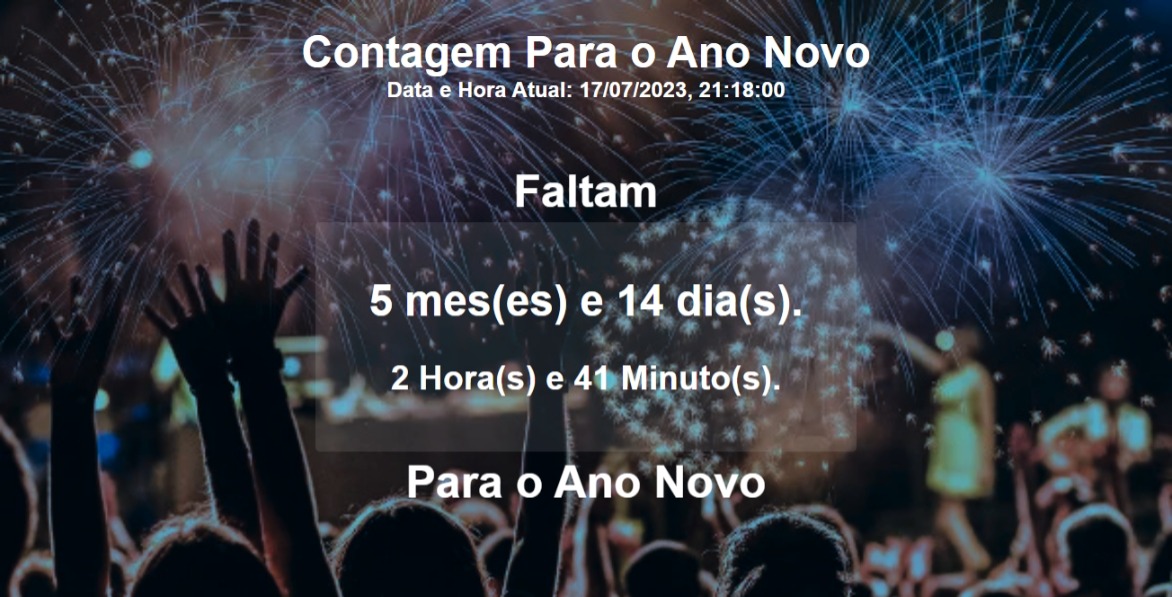 Contagem Para o Ano Novo
Data e Hora Atual: 17/07/2023, 21:18:00
Faltam
5 mes(es) e 14 dia(s).
2 Hora(s) e 41 Minuto(s).
Para o Ano Novo